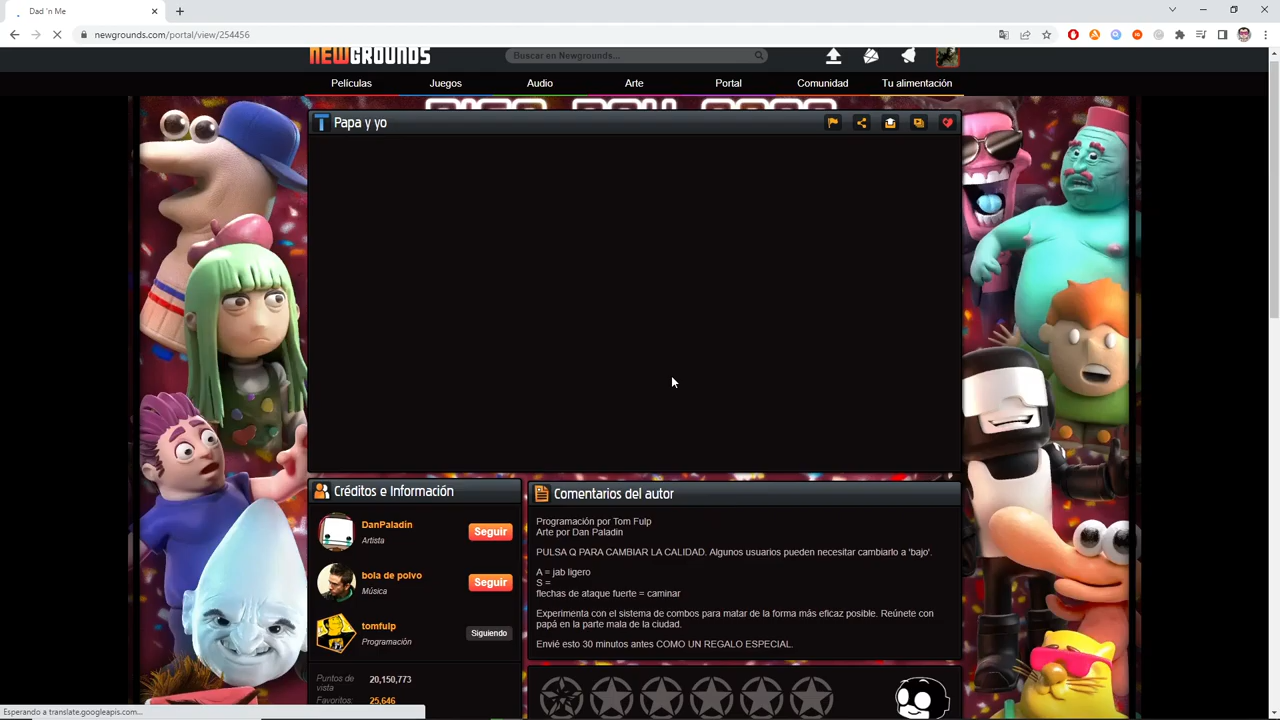 Dad 'n Me
newgrounds.com/portal/view/254456
NEWGROUNDS
Buscar en Newgrounds...
Películas Juegos Audio Arte Portal Comunidad Tu alimentación
Papa y yo
Créditos e Información
DanPaladín
Artista
Seguir
bola de polvo
Música
Seguir
tomfulp
Programación
Siguiendo
Puntos de
vista
20,150,773
Favoritos:
25,646
Comentarios del autor
Programación por Tom Fulp
Arte por Dan Paladin
PULSA Q PARA CAMBIAR LA CALIDAD. Algunos usuarios pueden necesitar cambiarlo a 'bajo'.
A = jab ligero
S =
flechas de ataque fuerte = caminar
Experimenta con el sistema de combos para matar de la forma más eficaz posible. Reúnete con
papá en la parte mala de la ciudad.
Envié esto 30 minutos antes COMO UN REGALO ESPECIAL.
Esperando a translate.googleapis.com...